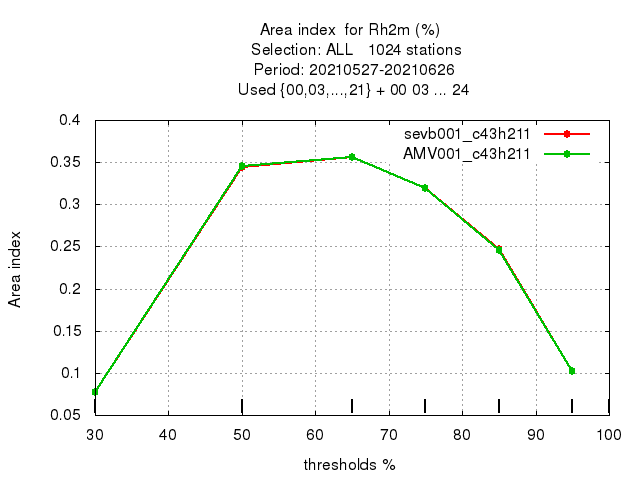 Area index  for Rh2m (%)
Selection: ALL   1024 stations
Period: 20210527-20210626
Used {00,03,...,21} + 00 03 ... 24
sevb001_c43h211
AMV001_c43h211
0.4
0.35
0.3
0.25
0.2
0.15
0.1
0.05
Area index
30 40 50 60 70 80 90 100
thresholds %